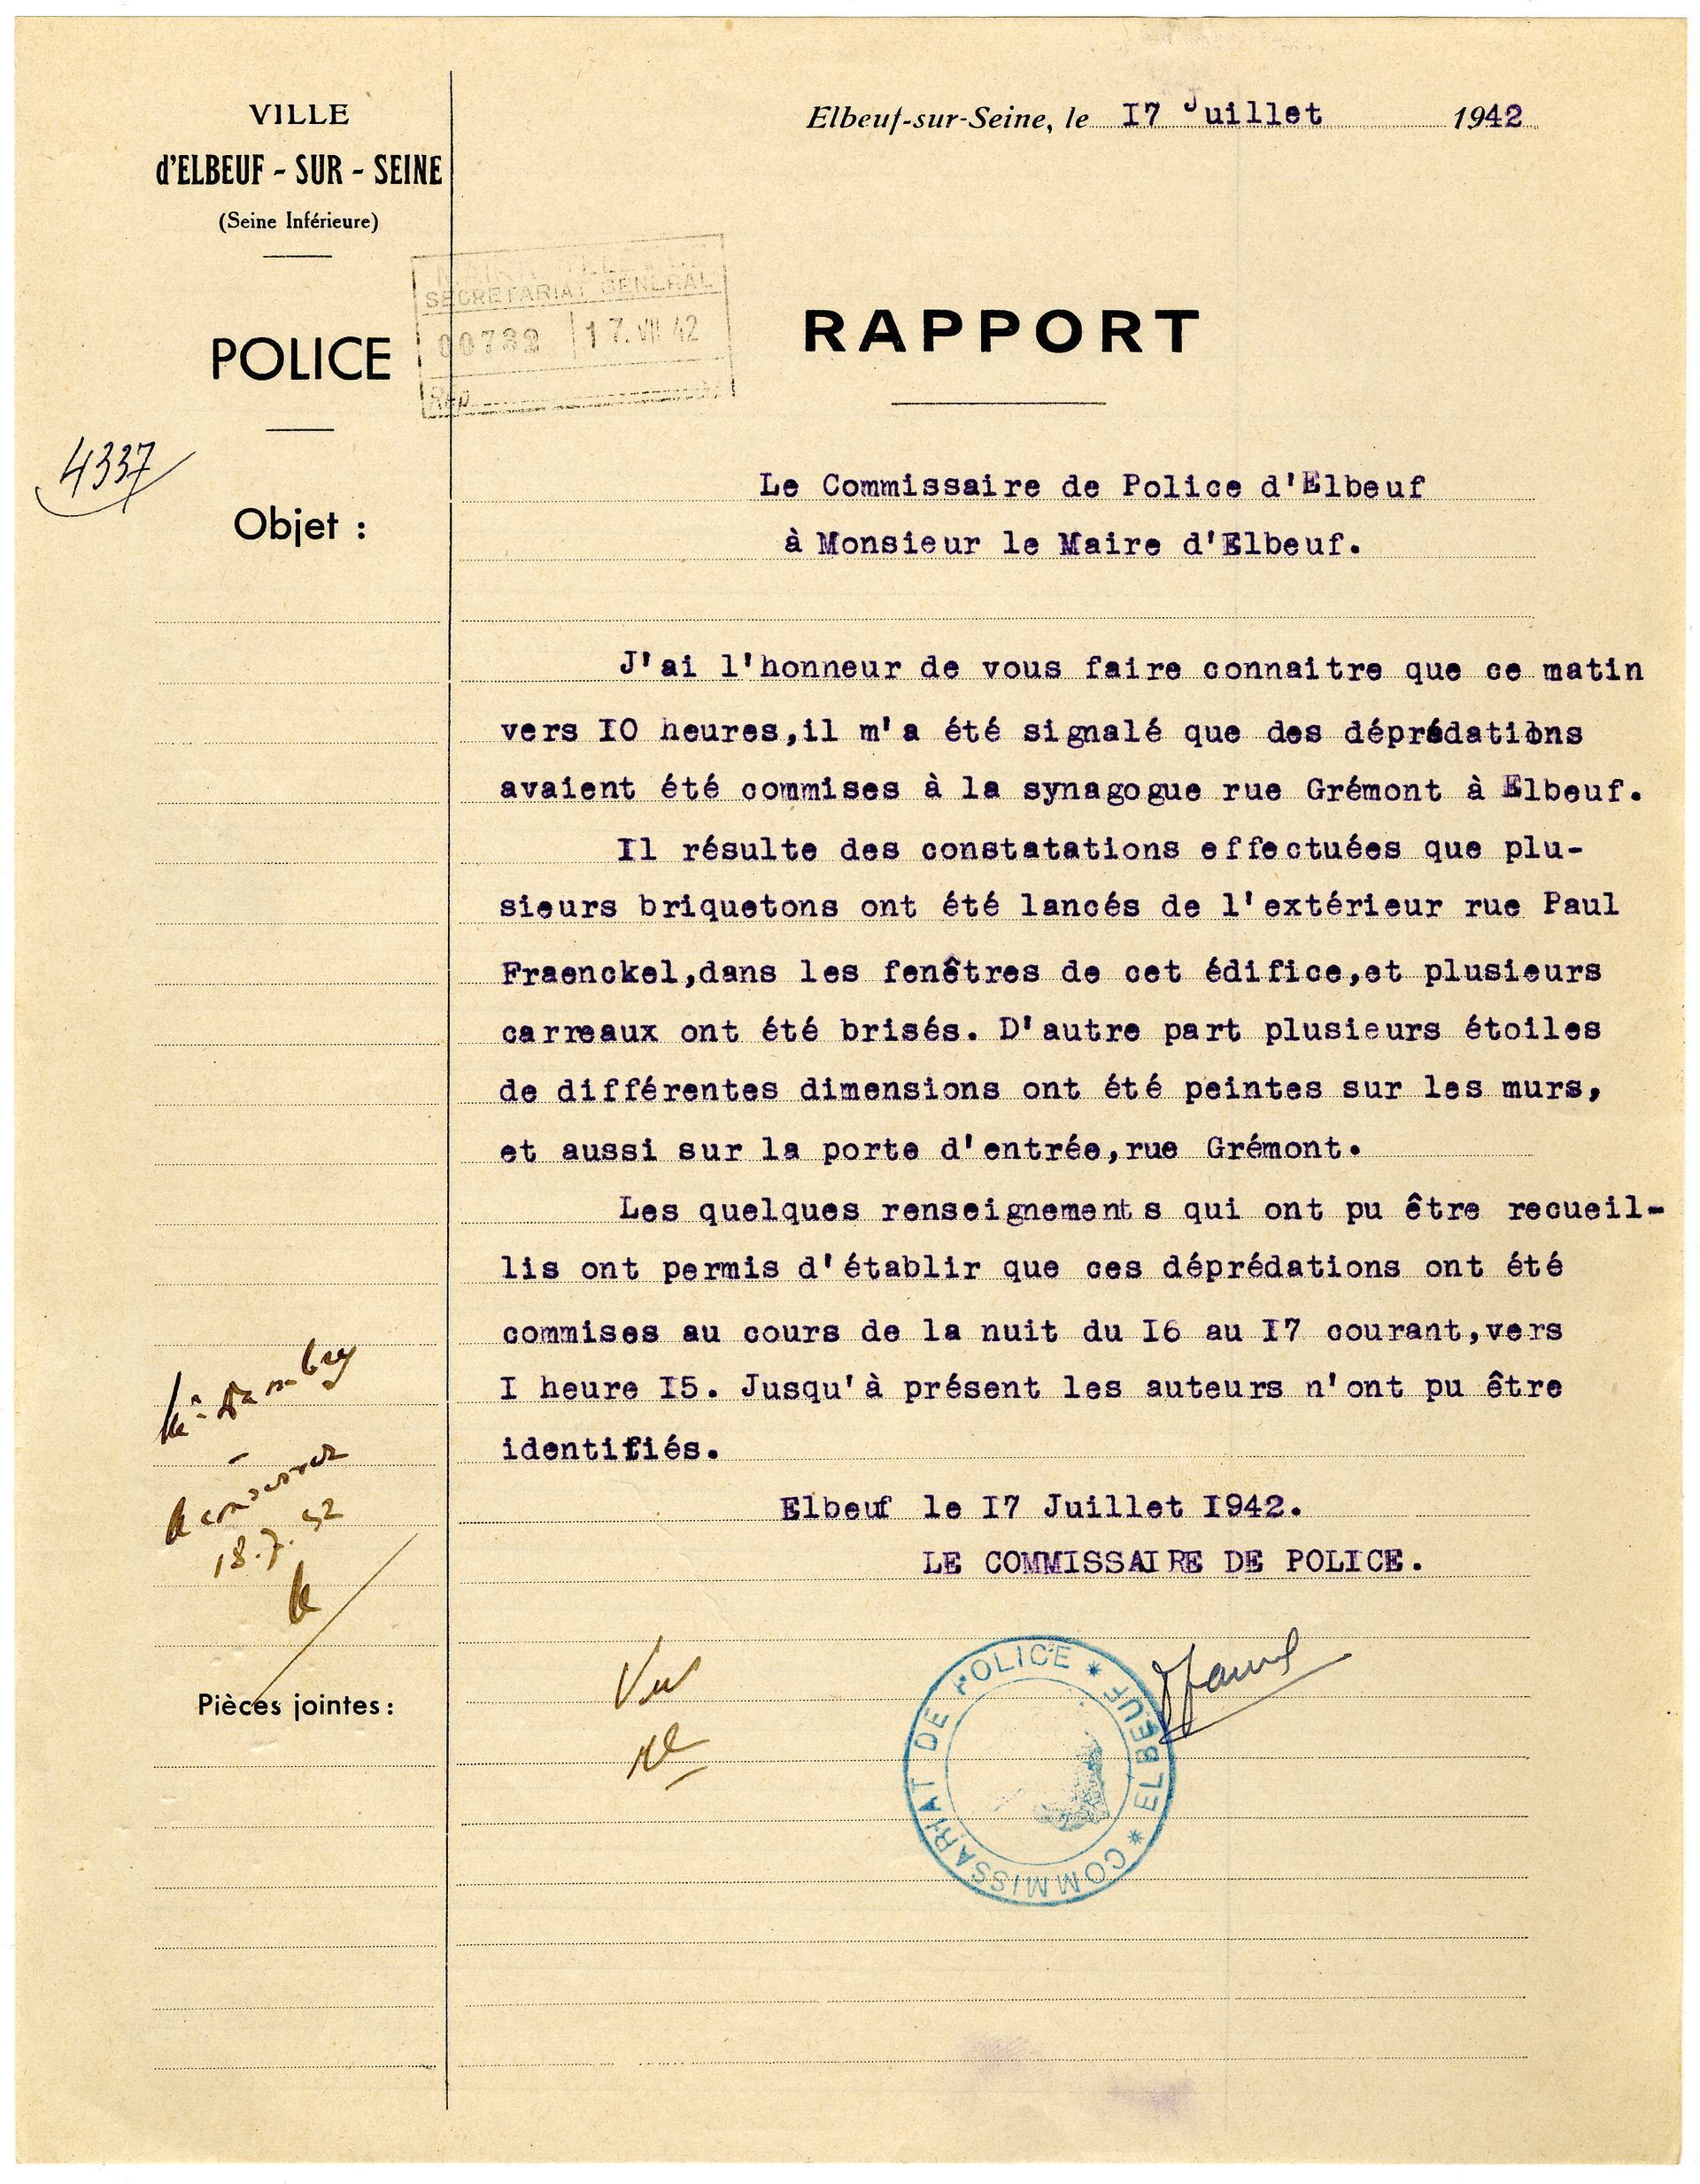 VILLE
d'ELBEUF - SUR - SEINE
(Seine Inférieure)
POLICE
4337
Objet :
Elbeuf-sur-Seine, le 17 Juillet 1942
SECRETARIAT GENERAL
00732 17. VII 42
Rép
RAPPORT
Le Commissaire de Police d'Elbeuf
à Monsieur le Maire d'Elbeuf.
J'ai l'honneur de vous faire connaitre que ce matin
vers IO heures,il m'a été signalé que des déprédations
avaient été commises à la synagogue rue Grémont à Elbeuf.
Il résulte des constatations effectuées que plu-
sieurs briquetons ont été lancés de l'extérieur rue Paul
Fraenckel,dans les fenêtres de cet édifice,et plusieurs
carreaux ont été brisés. D'autre part plusieurs étoiles
de différentes dimensions ont été peintes sur les murs,
et aussi sur la porte d'entrée,rue Grémont.
Les quelques renseignements qui ont pu être recueil-
lis ont permis d'établir que ces déprédations ont été
commises au cours de la nuit du I6 au I7 courant,vers
I heure I5. Jusqu'à présent les auteurs n'ont pu être
identifiés.
Elbeuf le I7 Juillet I942.
LE COMMISSAIRE DE POLICE.
18.7.42
Pièces jointes :
Vu
COMMISSARIAT DE POLICE * ELBEUF *